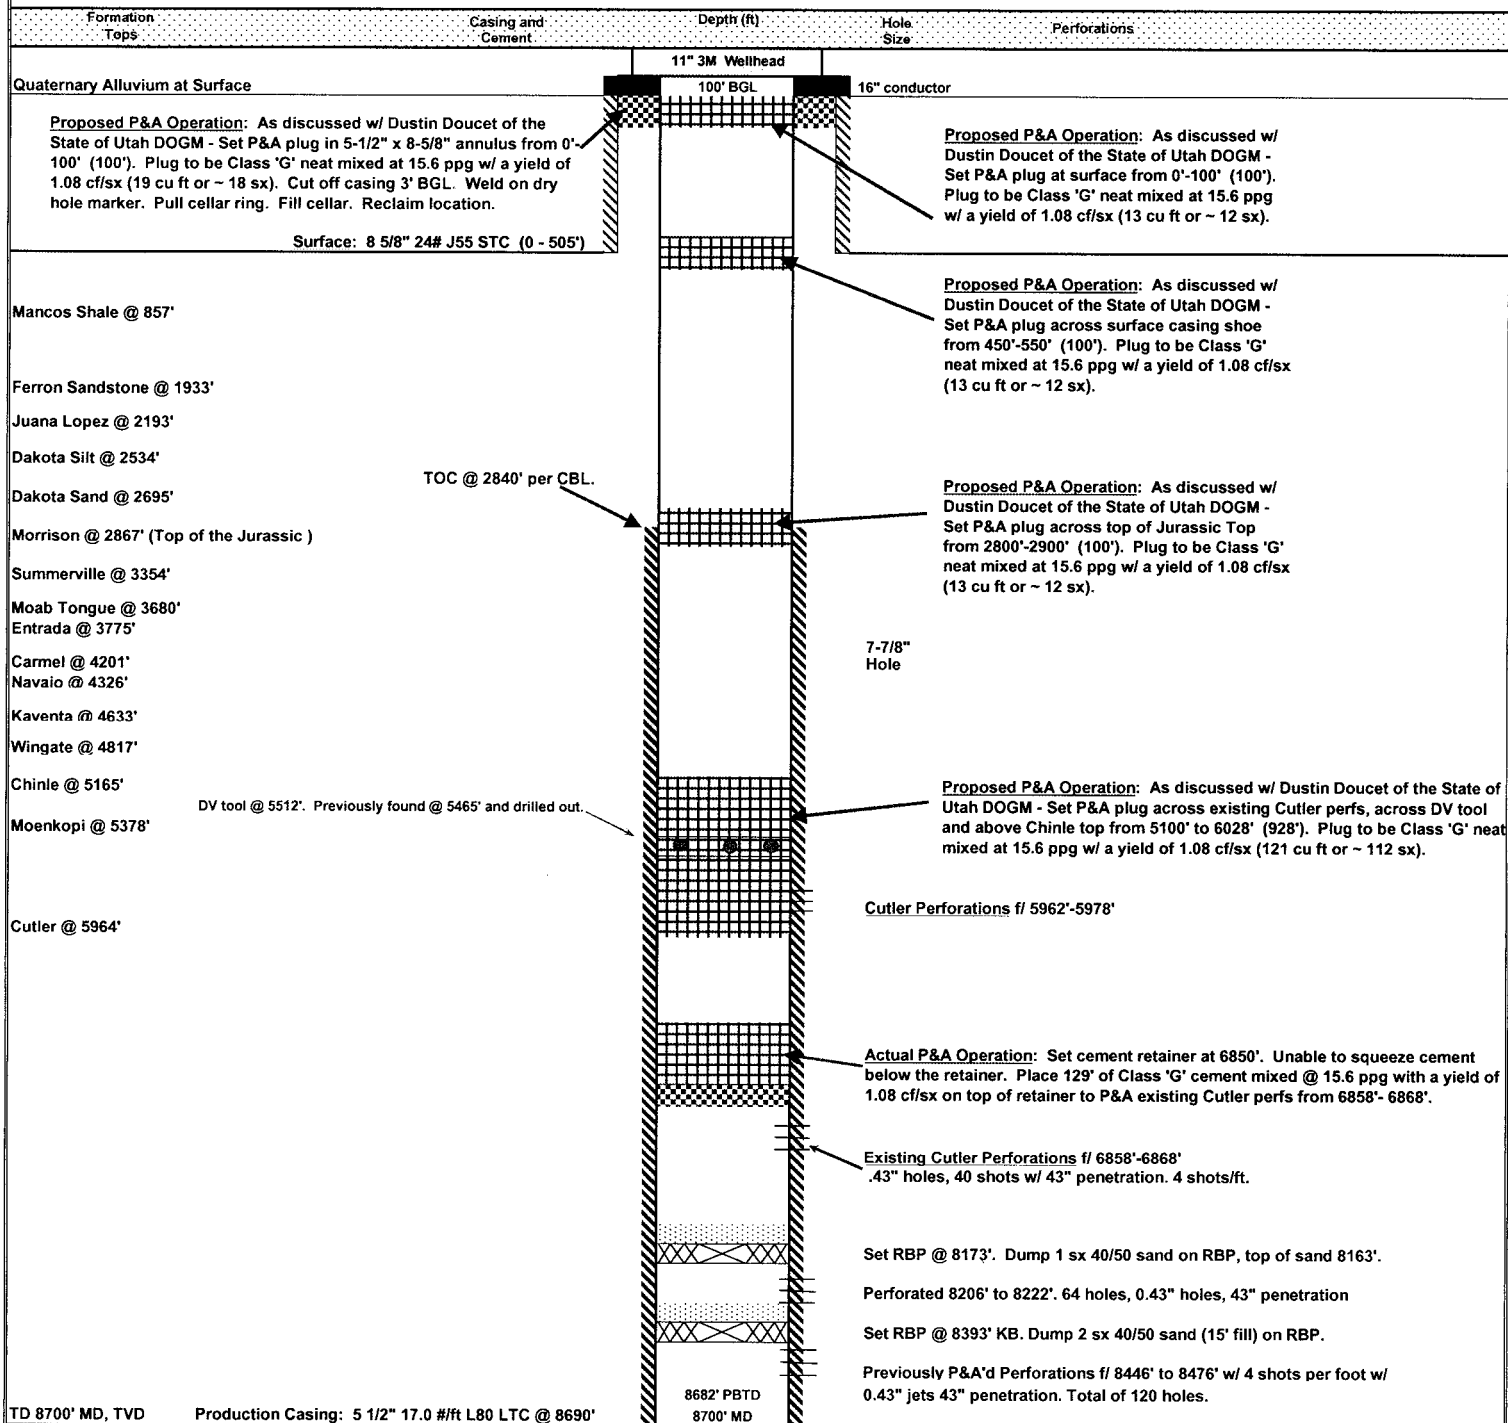 Formation
Tops
Casing and
Cement
Depth (ft)
Hole
Size
Perforations
11" 3M Wellhead
Quaternary Alluvium at Surface
100' BGL
16" conductor
Proposed P&A Operation: As discussed w/ Dustin Doucet of the
State of Utah DOGM - Set P&A plug in 5-1/2" x 8-5/8" annulus from 0'-
100' (100'). Plug to be Class 'G' neat mixed at 15.6 ppg w/ a yield of
1.08 cf/sx (19 cu ft or ~ 18 sx). Cut off casing 3' BGL. Weld on dry
hole marker. Pull cellar ring. Fill cellar. Reclaim location.
Proposed P&A Operation: As discussed w/
Dustin Doucet of the State of Utah DOGM -
Set P&A plug at surface from 0'-100' (100').
Plug to be Class 'G' neat mixed at 15.6 ppg
w/ a yield of 1.08 cf/sx (13 cu ft or ~ 12 sx).
Surface: 8 5/8" 24# J55 STC (0 - 505')
Proposed P&A Operation: As discussed w/
Dustin Doucet of the State of Utah DOGM -
Set P&A plug across surface casing shoe
from 450'-550' (100'). Plug to be Class 'G'
neat mixed at 15.6 ppg w/ a yield of 1.08 cf/sx
(13 cu ft or ~ 12 sx).
Mancos Shale @ 857'
Ferron Sandstone @ 1933'
Juana Lopez @ 2193'
Dakota Silt @ 2534'
TOC @ 2840' per CBL.
Dakota Sand @ 2695'
Proposed P&A Operation: As discussed w/
Dustin Doucet of the State of Utah DOGM -
Set P&A plug across top of Jurassic Top
from 2800'-2900' (100'). Plug to be Class 'G'
neat mixed at 15.6 ppg w/ a yield of 1.08 cf/sx
(13 cu ft or ~ 12 sx).
Morrison @ 2867' (Top of the Jurassic )
Summerville @ 3354'
Moab Tongue @ 3680'
Entrada @ 3775'
7-7/8"
Hole
Carmel @ 4201'
Navaio @ 4326'
Kaventa @ 4633'
Wingate @ 4817'
Chinle @ 5165'
DV tool @ 5512'. Previously found @ 5465' and drilled out.
Moenkopi @ 5378'
Proposed P&A Operation: As discussed w/ Dustin Doucet of the State of
Utah DOGM - Set P&A plug across existing Cutler perfs, across DV tool
and above Chinle top from 5100' to 6028' (928'). Plug to be Class 'G' neat
mixed at 15.6 ppg w/ a yield of 1.08 cf/sx (121 cu ft or ~ 112 sx).
Cutler Perforations f/ 5962'-5978'
Cutler @ 5964'
Actual P&A Operation: Set cement retainer at 6850'. Unable to squeeze cement
below the retainer. Place 129' of Class 'G' cement mixed @ 15.6 ppg with a yield of
1.08 cf/sx on top of retainer to P&A existing Cutler perfs from 6858'- 6868'.
Existing Cutler Perforations f/ 6858'-6868'
.43" holes, 40 shots w/ 43" penetration. 4 shots/ft.
Set RBP @ 8173'. Dump 1 sx 40/50 sand on RBP, top of sand 8163'.
Perforated 8206' to 8222'. 64 holes, 0.43" holes, 43" penetration
Set RBP @ 8393' KB. Dump 2 sx 40/50 sand (15' fill) on RBP.
Previously P&A'd Perforations f/ 8446' to 8476' w/ 4 shots per foot w/
0.43" jets 43" penetration. Total of 120 holes.
8682' PBTD
8700' MD
TD 8700' MD, TVD
Production Casing: 5 1/2" 17.0 #/ft L80 LTC @ 8690'